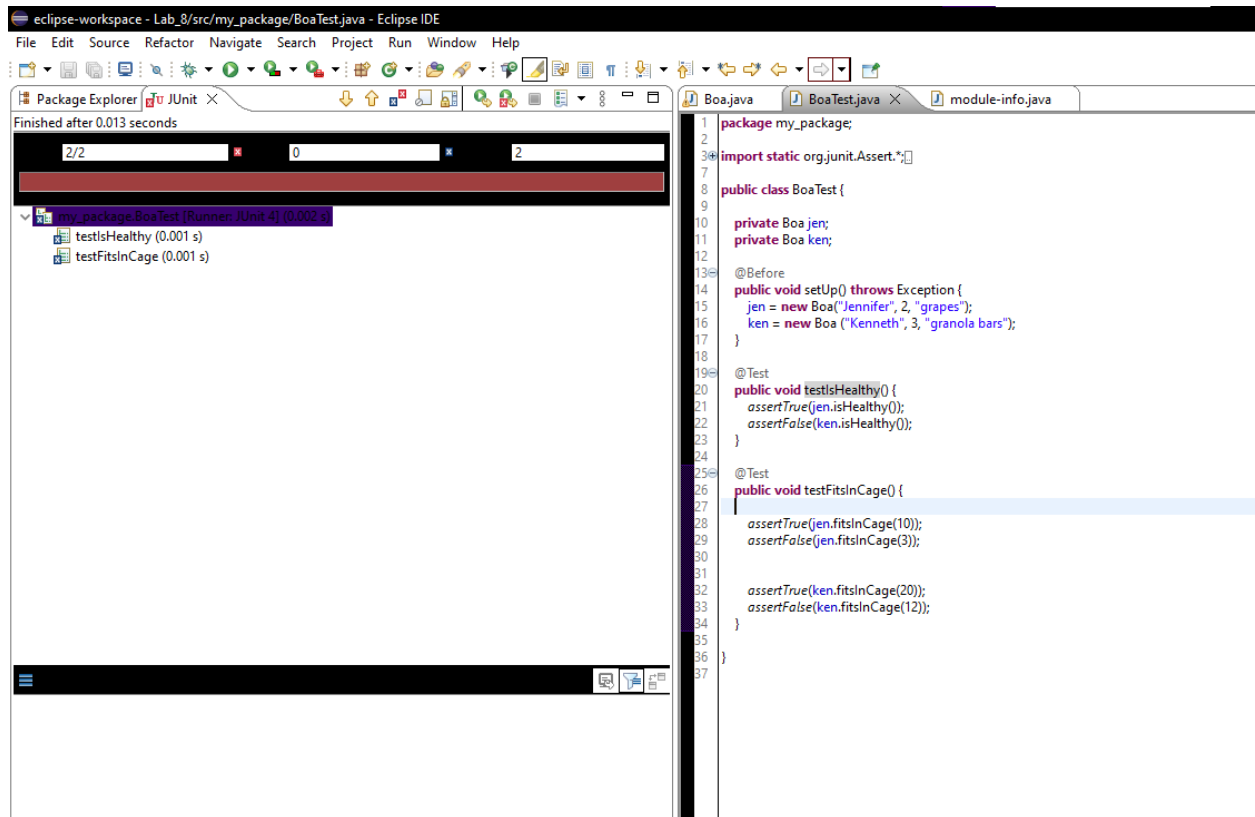 eclipse-workspace - Lab_8/src/my_package/BoaTest.java - Eclipse IDE
File Edit Source Refactor Navigate Search Project Run Window Help
Package Explorer JUnit
Finished after 0.013 seconds
2/2 0 2
my_package.BoaTest [Runner: JUnit 4] (0.002 s)
testIsHealthy (0.001 s)
testFitsInCage (0.001 s)
Boa.java BoaTest.java module-info.java
1 package my_package;
2
3 import static org.junit.Assert.*;
7
8 public class BoaTest {
9
10 private Boa jen;
11 private Boa ken;
12
13 @Before
14 public void setUp() throws Exception {
15 jen = new Boa("Jennifer", 2, "grapes");
16 ken = new Boa ("Kenneth", 3, "granola bars");
17 }
18
19 @Test
20 public void testIsHealthy() {
21 assertTrue(jen.isHealthy());
22 assertFalse(ken.isHealthy());
23 }
24
25 @Test
26 public void testFitsInCage() {
27
28 assertTrue(jen.fitsInCage(10));
29 assertFalse(jen.fitsInCage(3));
30
31
32 assertTrue(ken.fitsInCage(20));
33 assertFalse(ken.fitsInCage(12));
34 }
35
36 }
37